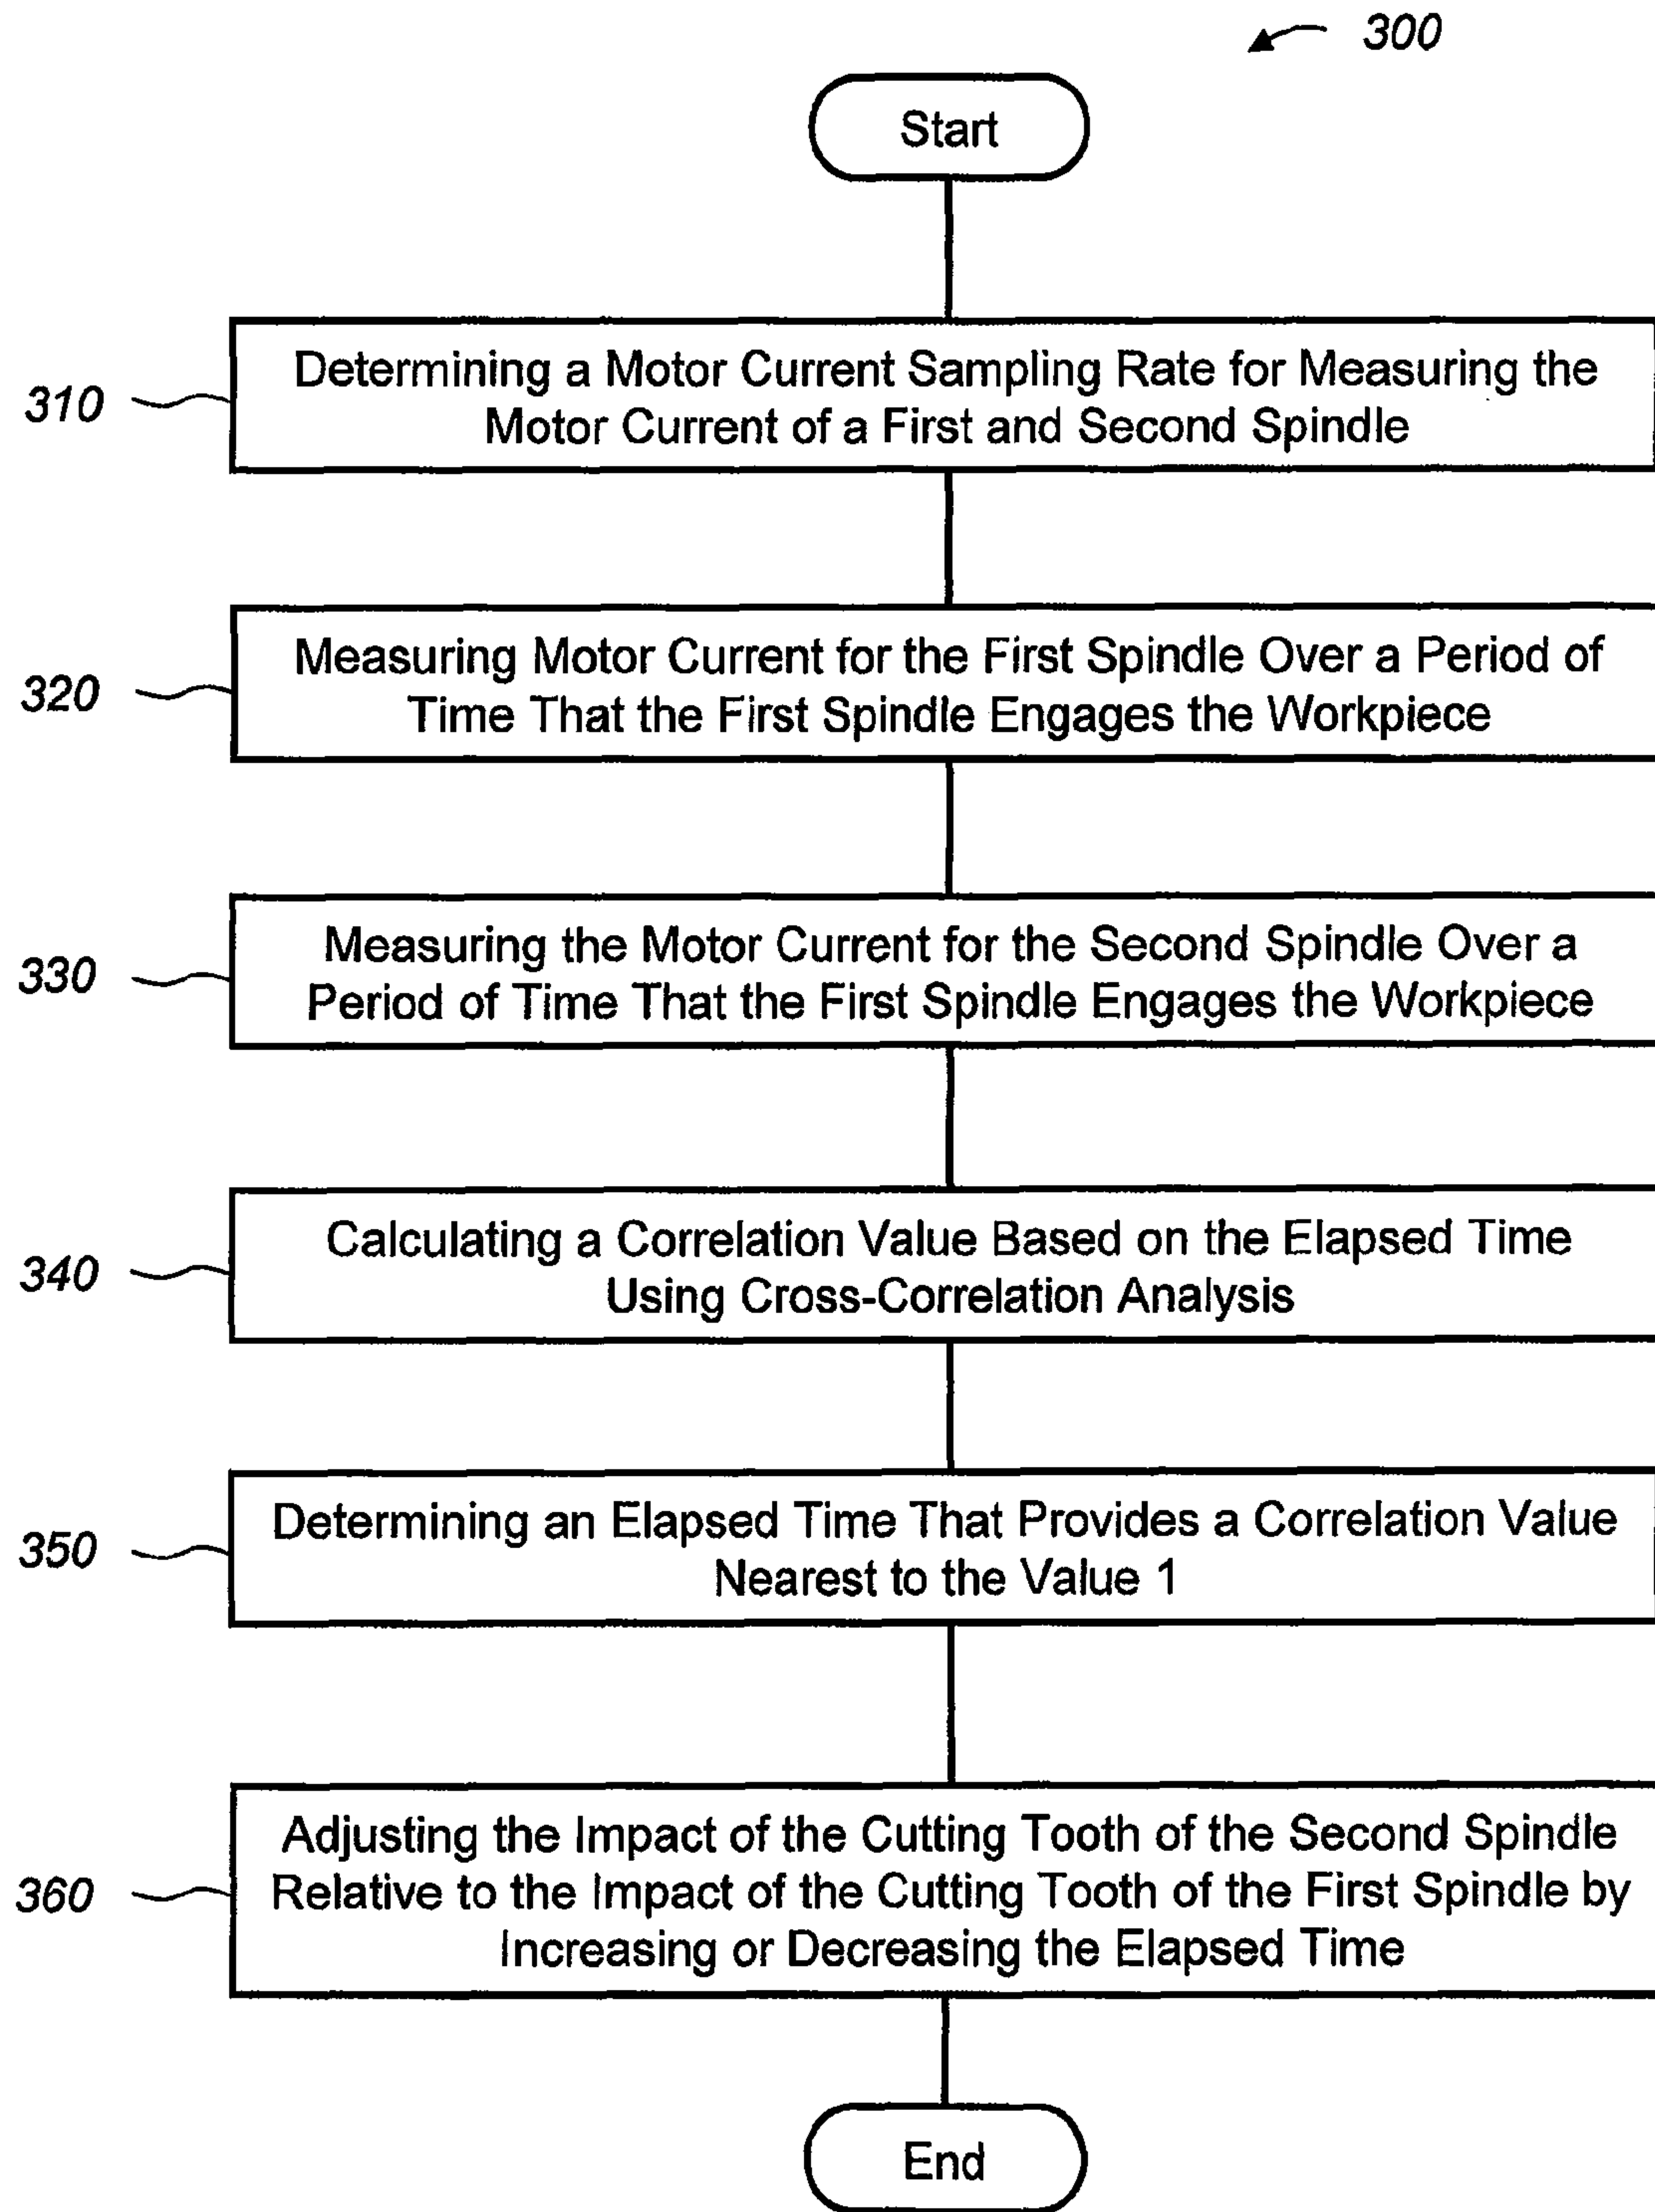 300
Start
310
Determining a Motor Current Sampling Rate for Measuring the
Motor Current of a First and Second Spindle
320
Measuring Motor Current for the First Spindle Over a Period of
Time That the First Spindle Engages the Workpiece
330
Measuring the Motor Current for the Second Spindle Over a
Period of Time That the First Spindle Engages the Workpiece
340
Calculating a Correlation Value Based on the Elapsed Time
Using Cross-Correlation Analysis
350
Determining an Elapsed Time That Provides a Correlation Value
Nearest to the Value 1
360
Adjusting the Impact of the Cutting Tooth of the Second Spindle
Relative to the Impact of the Cutting Tooth of the First Spindle by
Increasing or Decreasing the Elapsed Time
End